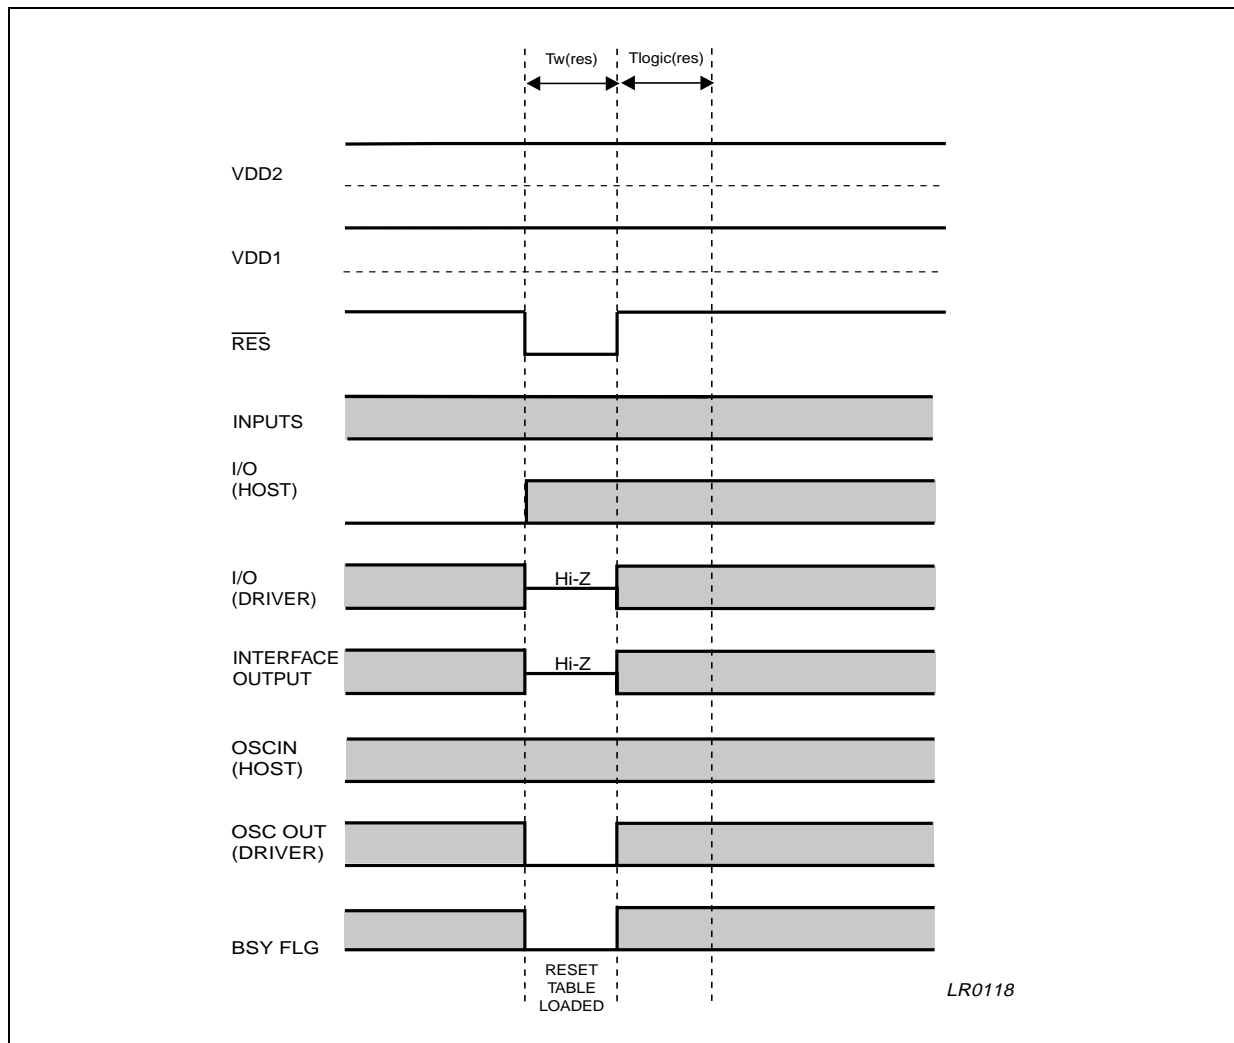 Tw(res) Tlogic(res)
VDD2
VDD1
RES
INPUTS
I/O
(HOST)
I/O
(DRIVER)
Hi-Z
INTERFACE
OUTPUT
Hi-Z
OSCIN
(HOST)
OSC OUT
(DRIVER)
BSY FLG
RESET
TABLE
LOADED
LR0118